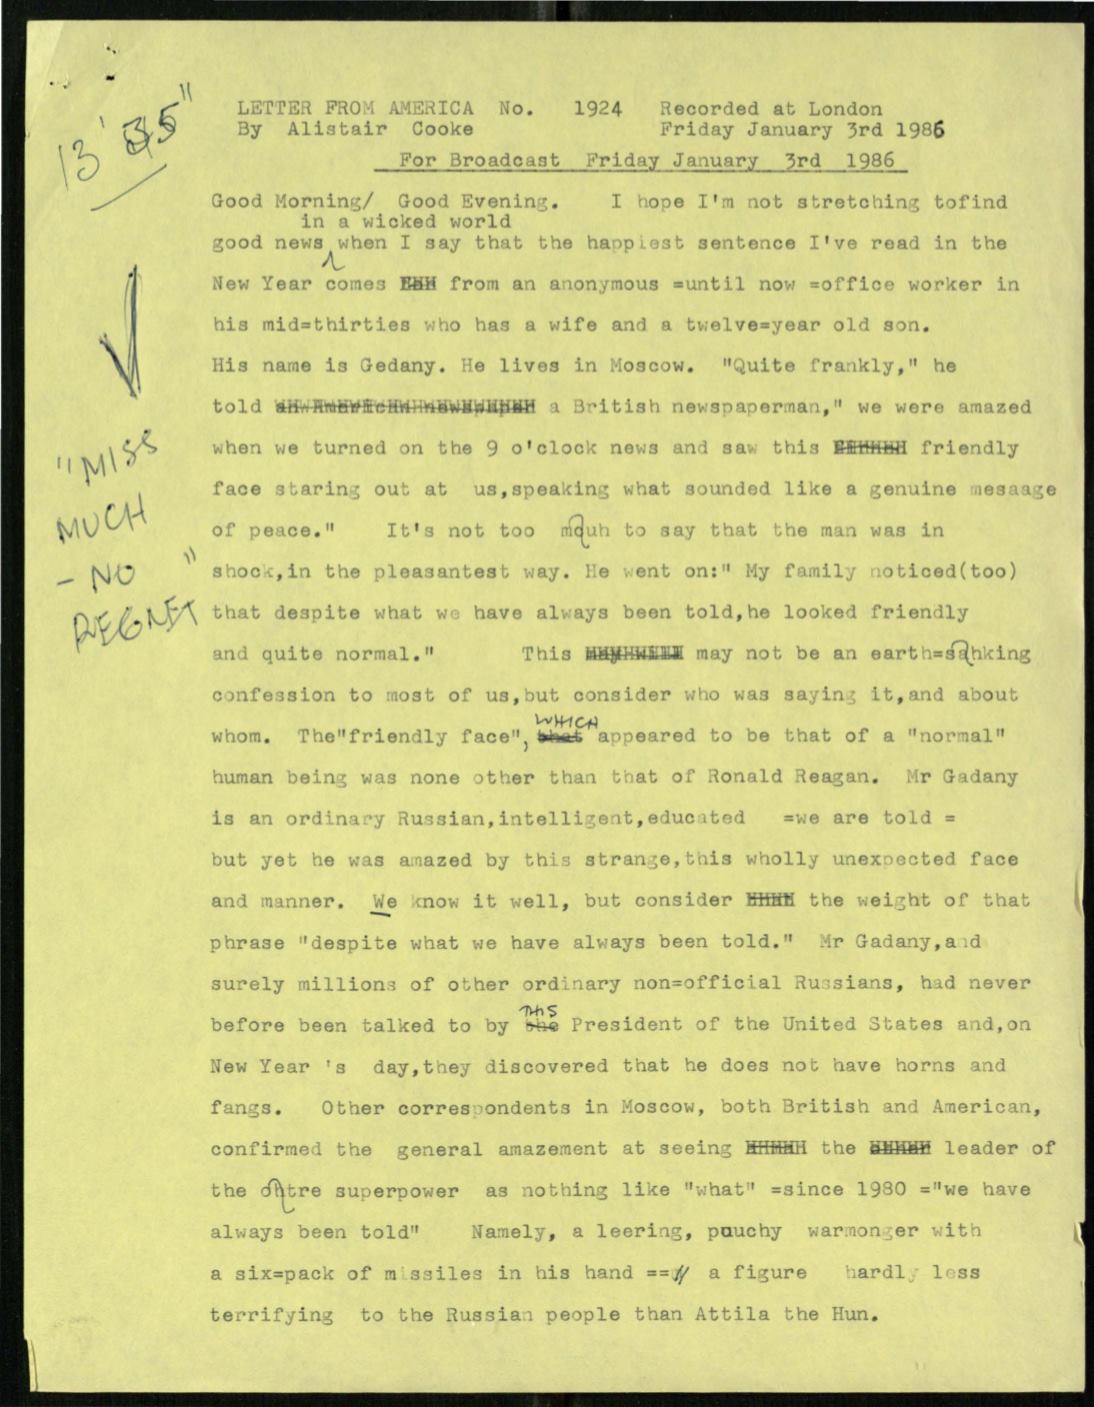 13' 35"
LETTER FROM AMERICA No. 1924 Recorded at London
By Alistair Cooke Friday January 3rd 1986
For Broadcast Friday January 3rd 1986
Good Morning/ Good Evening. I hope I'm not stretching tofind
in a wicked world
good news when I say that the happiest sentence I've read in the
New Year comes from an anonymous =until now =office worker in
his mid=thirties who has a wife and a twelve=year old son.
His name is Gedany. He lives in Moscow. "Quite frankly," he
told a British newspaperman," we were amazed
when we turned on the 9 o'clock news and saw this friendly
face staring out at us,speaking what sounded like a genuine mesaage
of peace." It's not too mcuh to say that the man was in
shock,in the pleasantest way. He went on:" My family noticed(too)
that despite what we have always been told,he looked friendly
and quite normal." This may not be an earth=sahking
confession to most of us,but consider who was saying it,and about
WHICH
whom. The"friendly face", that appeared to be that of a "normal"
human being was none other than that of Ronald Reagan. Mr Gadany
is an ordinary Russian,intelligent,educated =we are told =
but yet he was amazed by this strange,this wholly unexpected face
and manner. We know it well, but consider the weight of that
phrase "despite what we have always been told." Mr Gadany,and
surely millions of other ordinary non=official Russians, had never
THIS
before been talked to by the President of the United States and,on
New Year 's day,they discovered that he does not have horns and
fangs. Other correspondents in Moscow, both British and American,
confirmed the general amazement at seeing the leader of
the ohtre superpower as nothing like "what" =since 1980 ="we have
always been told" Namely, a leering, pauchy warmonger with
a six=pack of missiles in his hand == a figure hardly less
terrifying to the Russian people than Attila the Hun.
"MISS
MUCH
- NO
REGRET"